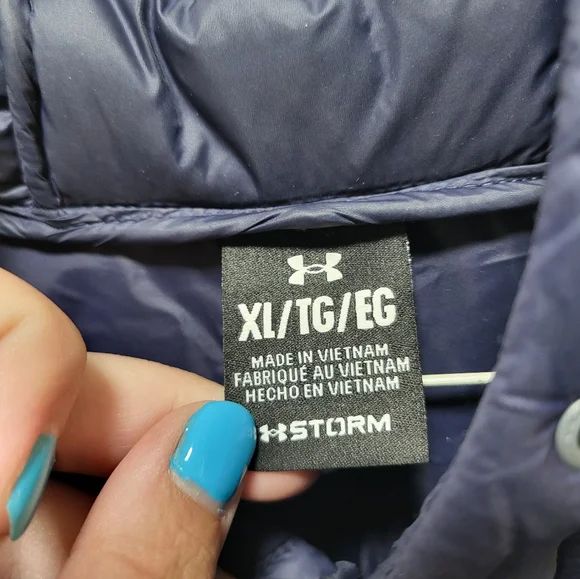 XL/TG/EG
MADE IN VIETNAM
FABRIQUÉ AU VIETNAM
HECHO EN VIETNAM
STORM